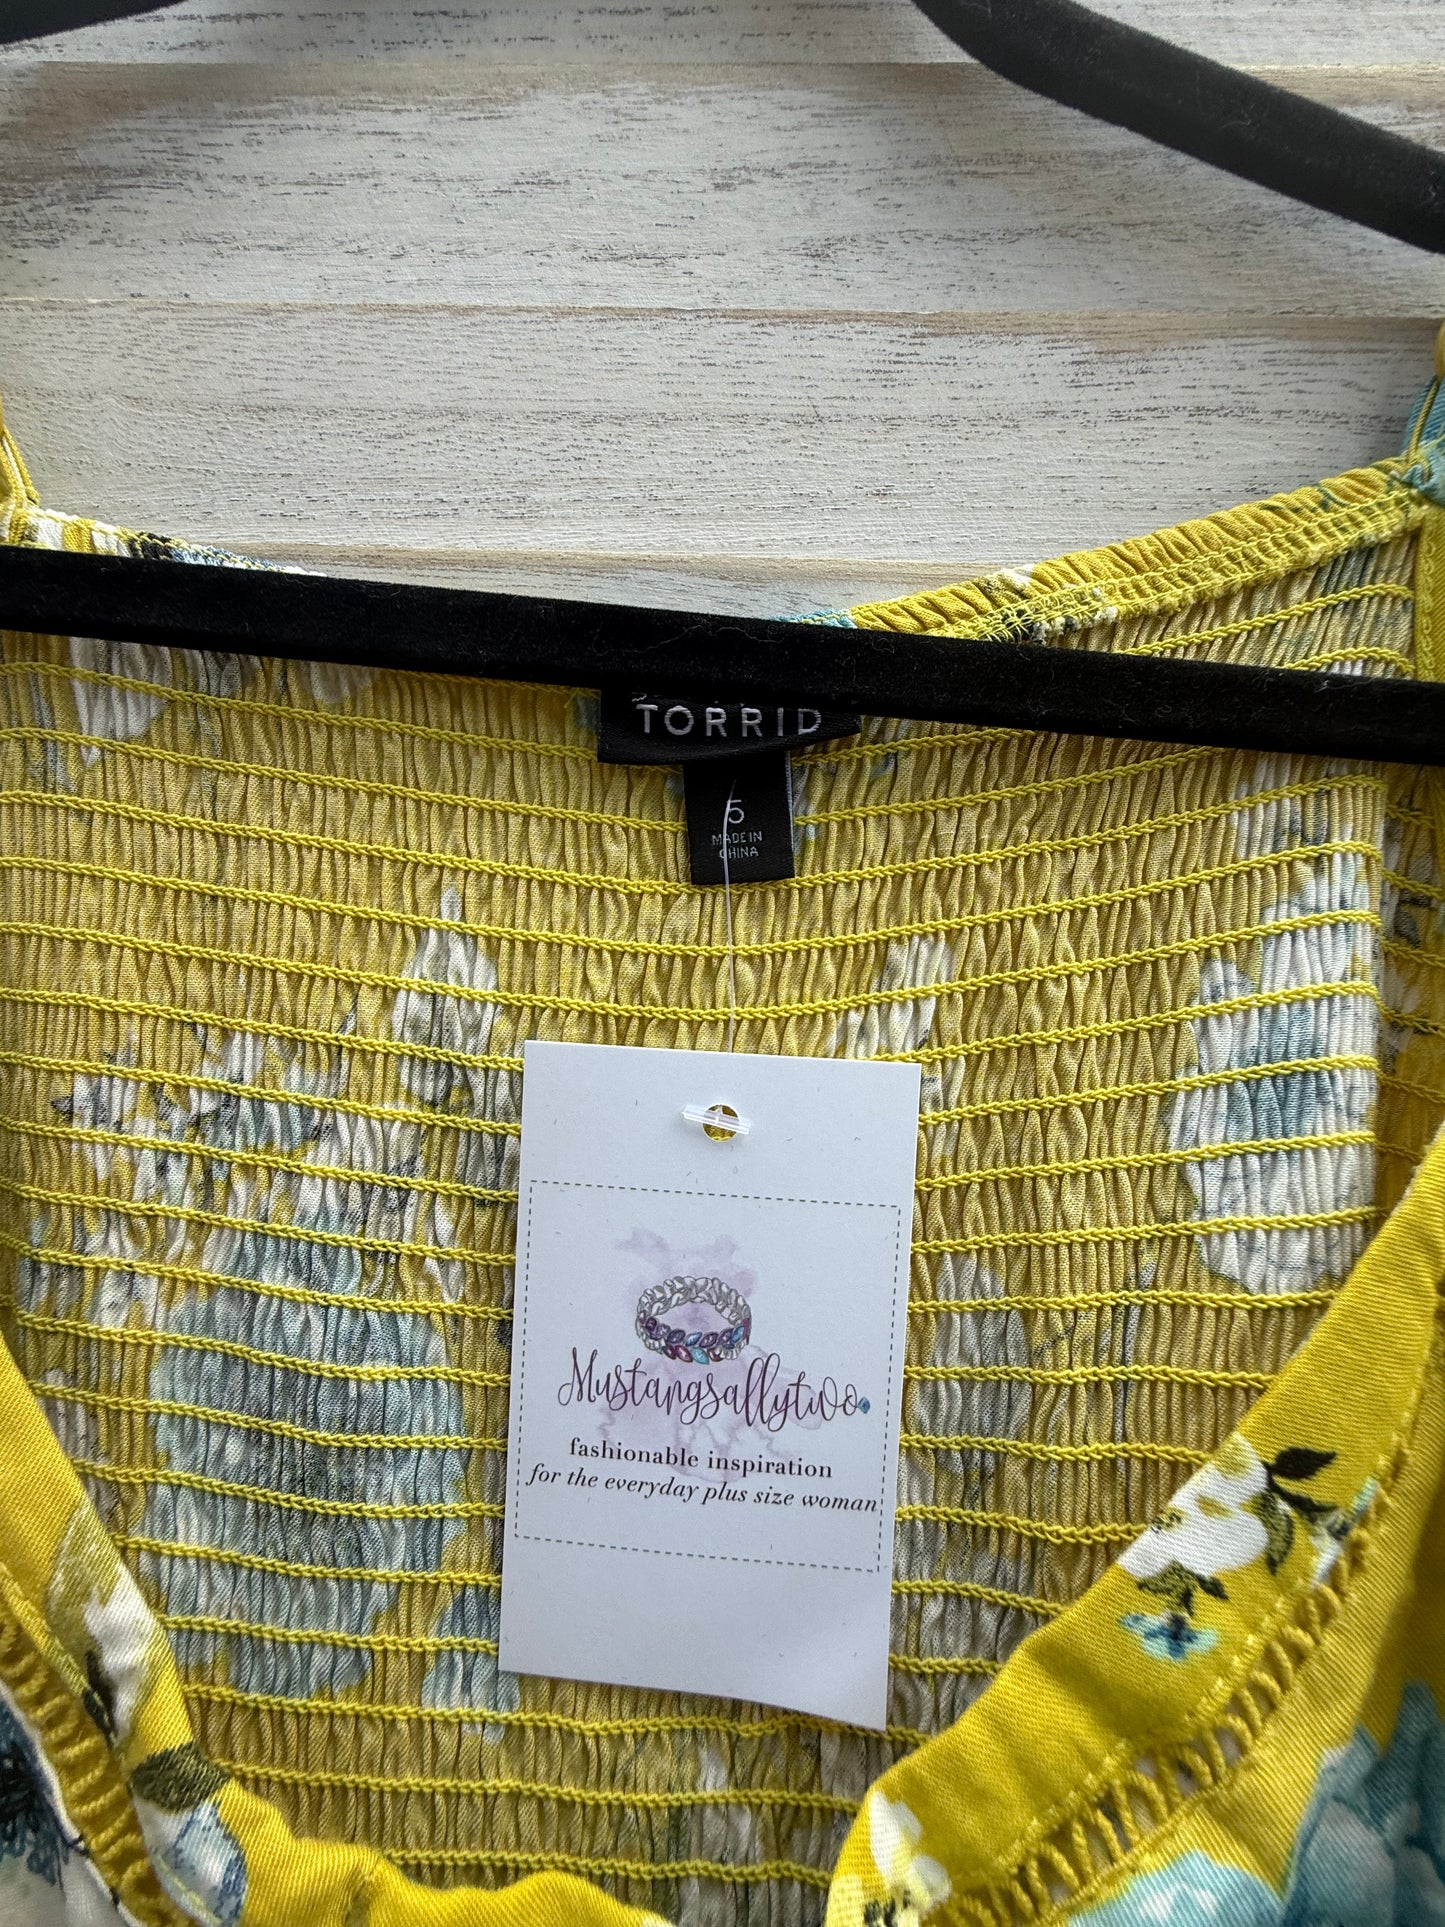 TORRID
5
MADE IN
CHINA
Mustangsallytwo
fashionable inspiration
for the everyday plus size woman